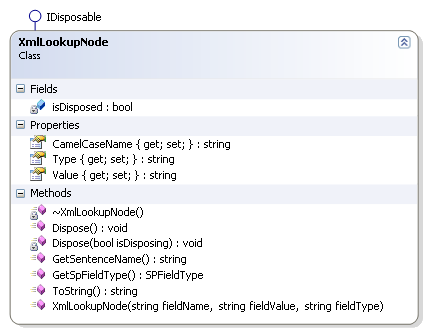 IDisposable
XmlLookupNode
Class
Fields
isDisposed : bool
Properties
CamelCaseName { get; set; } : string
Type { get; set; } : string
Value { get; set; } : string
Methods
~XmlLookupNode()
Dispose() : void
Dispose(bool isDisposing) : void
GetSentenceName() : string
GetSpFieldType() : SPFieldType
ToString() : string
XmlLookupNode(string fieldName, string fieldValue, string fieldType)